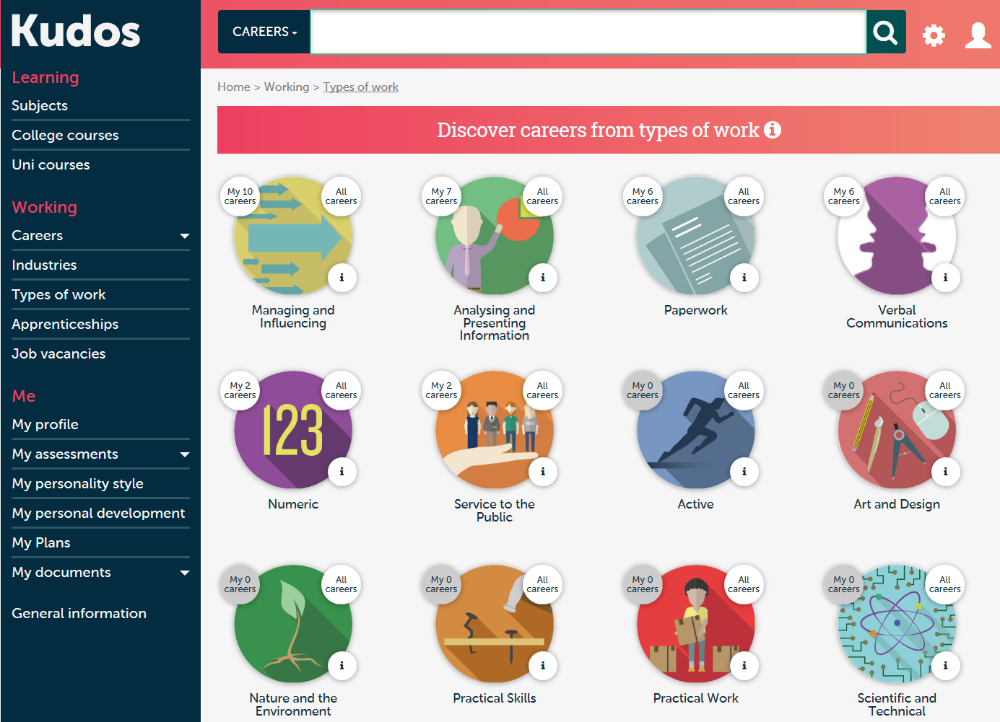 Kudos
Learning
Subjects
College courses
Uni courses
Working
Careers
Industries
Types of work
Apprenticeships
Job vacancies
Me
My profile
My assessments
My personality style
My personal development
My Plans
My documents
General information
CAREERS
Home > Working > Types of work
Discover careers from types of work i
My 10
careers
All
careers
i
Managing and
Influencing
My 7
careers
All
careers
i
Analysing and
Presenting
Information
My 6
careers
All
careers
i
Paperwork
My 6
careers
All
careers
i
Verbal
Communications
My 2
careers
All
careers
123
i
Numeric
My 2
careers
All
careers
i
Service to the
Public
My 0
careers
All
careers
i
Active
My 0
careers
All
careers
i
Art and Design
My 0
careers
All
careers
i
Nature and the
Environment
My 0
careers
All
careers
i
Practical Skills
My 0
careers
All
careers
i
Practical Work
My 0
careers
All
careers
i
Scientific and
Technical